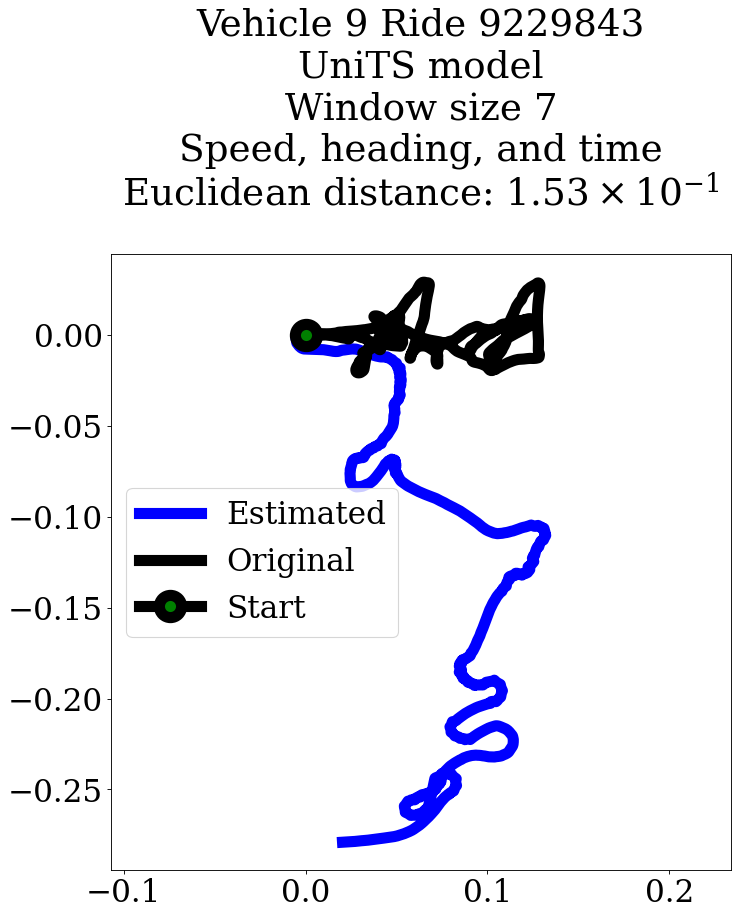 Vehicle 9 Ride 9229843
UniTS model
Window size 7
Speed, heading, and time
Euclidean distance: 1.53 × 10⁻¹
0.00
−0.05
−0.10
−0.15
−0.20
−0.25
Estimated
Original
Start
−0.1 0.0 0.1 0.2